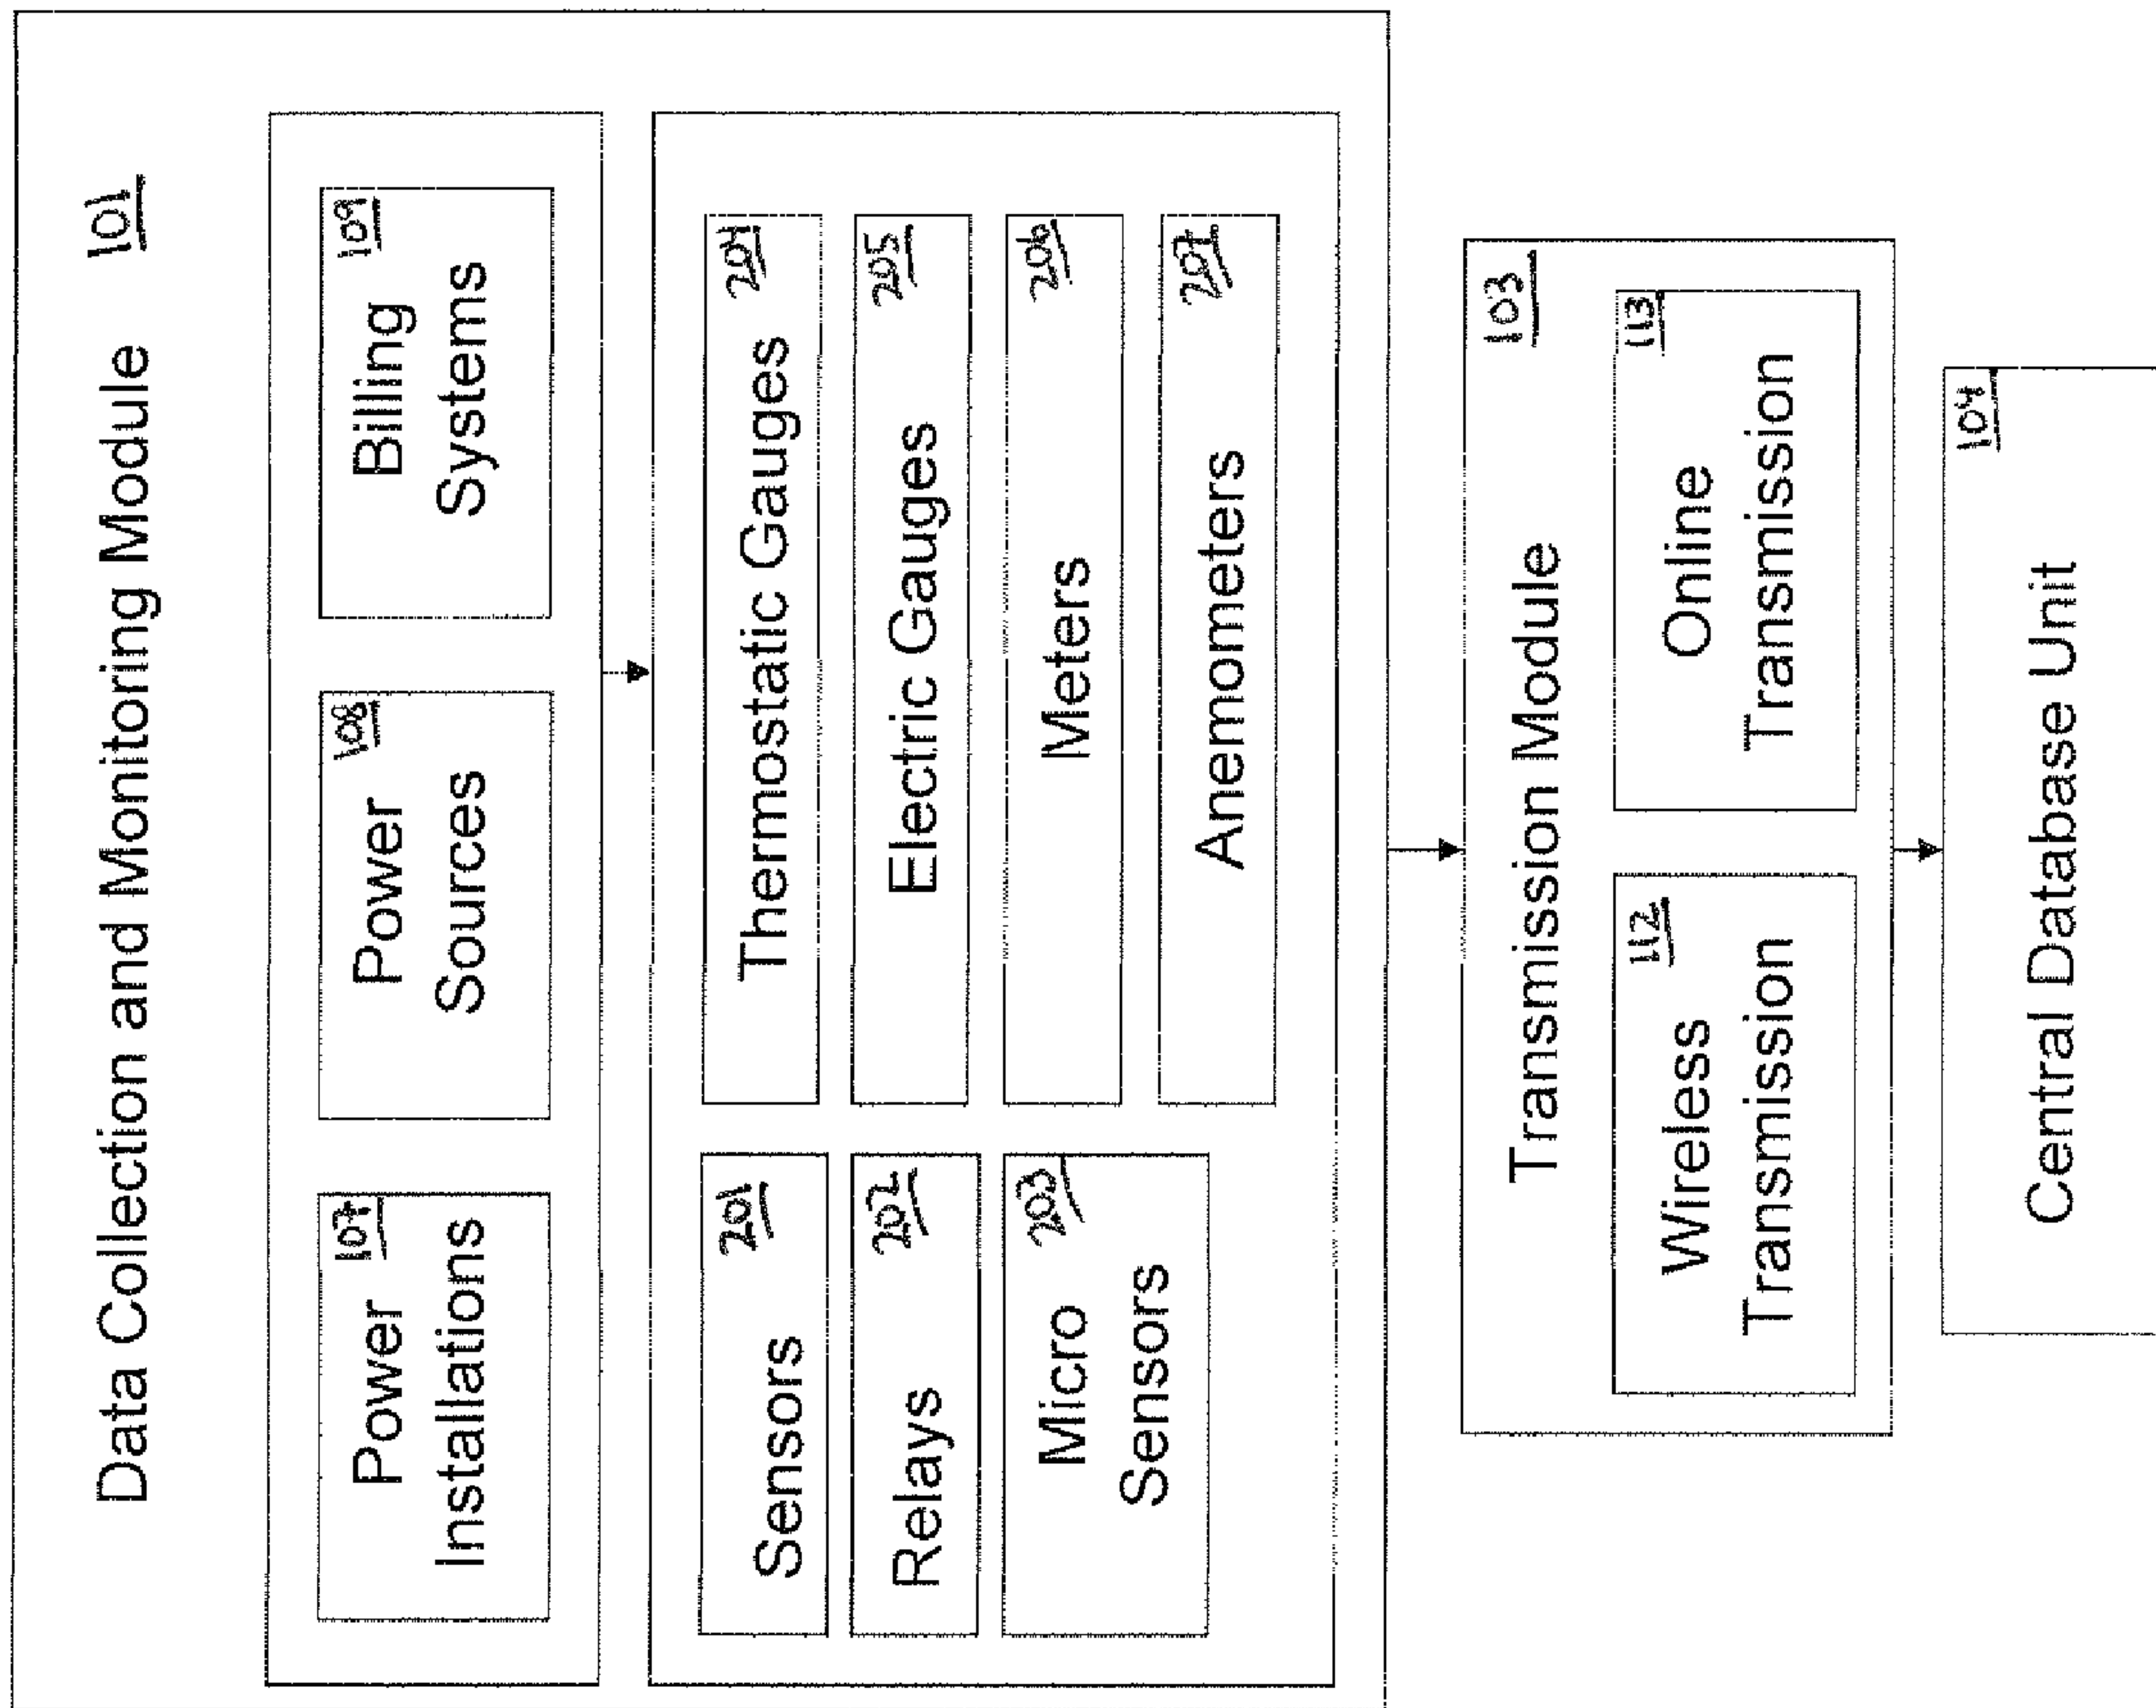 Data Collection and Monitoring Module 101
107
Power
Installations
108
Power
Sources
109
Billing
Systems
201
Sensors
202
Relays
203
Micro
Sensors
204
Thermostatic Gauges
205
Electric Gauges
206
Meters
207
Anemometers
103
Transmission Module
112
Wireless
Transmission
113
Online
Transmission
104
Central Database Unit